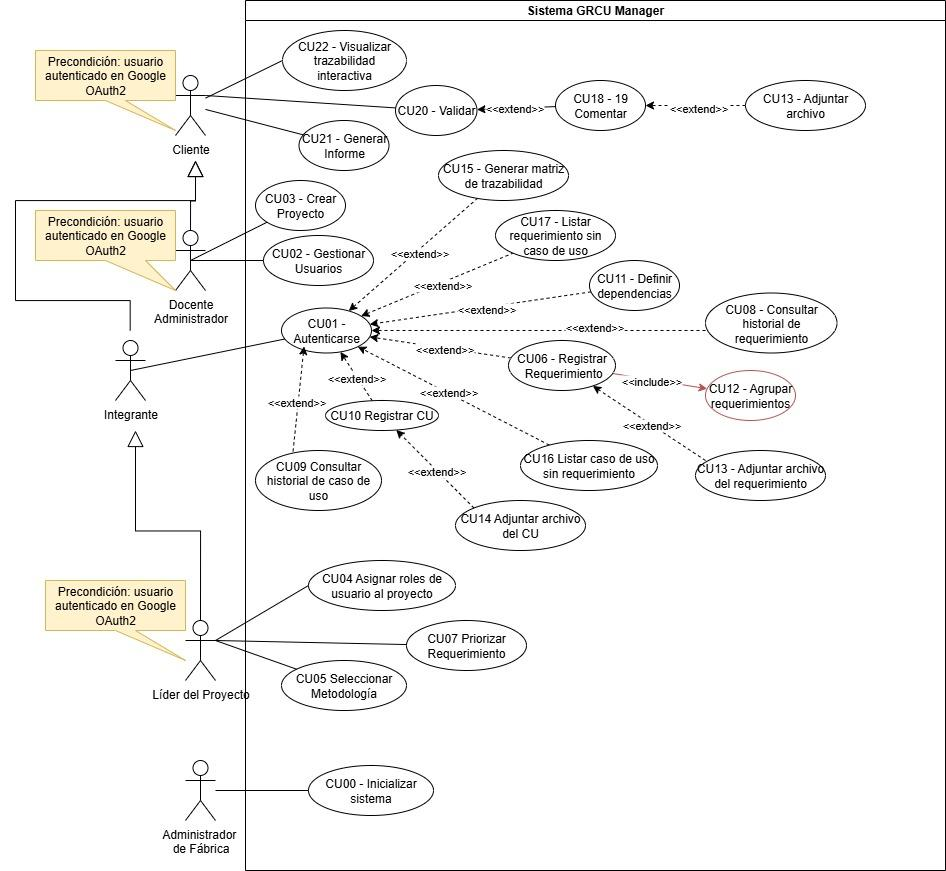 Sistema GRCU Manager
Precondición: usuario
autenticado en Google
OAuth2
Cliente
CU22 - Visualizar
trazabilidad
interactiva
CU20 - Validar
<<extend>>
CU18 - 19
Comentar
<<extend>>
CU13 - Adjuntar
archivo
CU21 - Generar
Informe
CU15 - Generar matriz
de trazabilidad
Precondición: usuario
autenticado en Google
OAuth2
Docente
Administrador
CU03 - Crear
Proyecto
CU02 - Gestionar
Usuarios
<<extend>>
CU17 - Listar
requerimiento sin
caso de uso
<<extend>>
CU11 - Definir
dependencias
<<extend>>
CU08 - Consultar
historial de
requerimiento
<<extend>>
CU01 -
Autenticarse
<<extend>>
CU06 - Registrar
Requerimiento
<<include>>
CU12 - Agrupar
requerimientos
Integrante
<<extend>>
<<extend>>
<<extend>>
CU10 Registrar CU
<<extend>>
CU09 Consultar
historial de caso de
uso
<<extend>>
CU16 Listar caso de uso
sin requerimiento
CU13 - Adjuntar archivo
del requerimiento
CU14 Adjuntar archivo
del CU
Precondición: usuario
autenticado en Google
OAuth2
Líder del Proyecto
CU04 Asignar roles de
usuario al proyecto
CU07 Priorizar
Requerimiento
CU05 Seleccionar
Metodología
Administrador
de Fábrica
CU00 - Inicializar
sistema